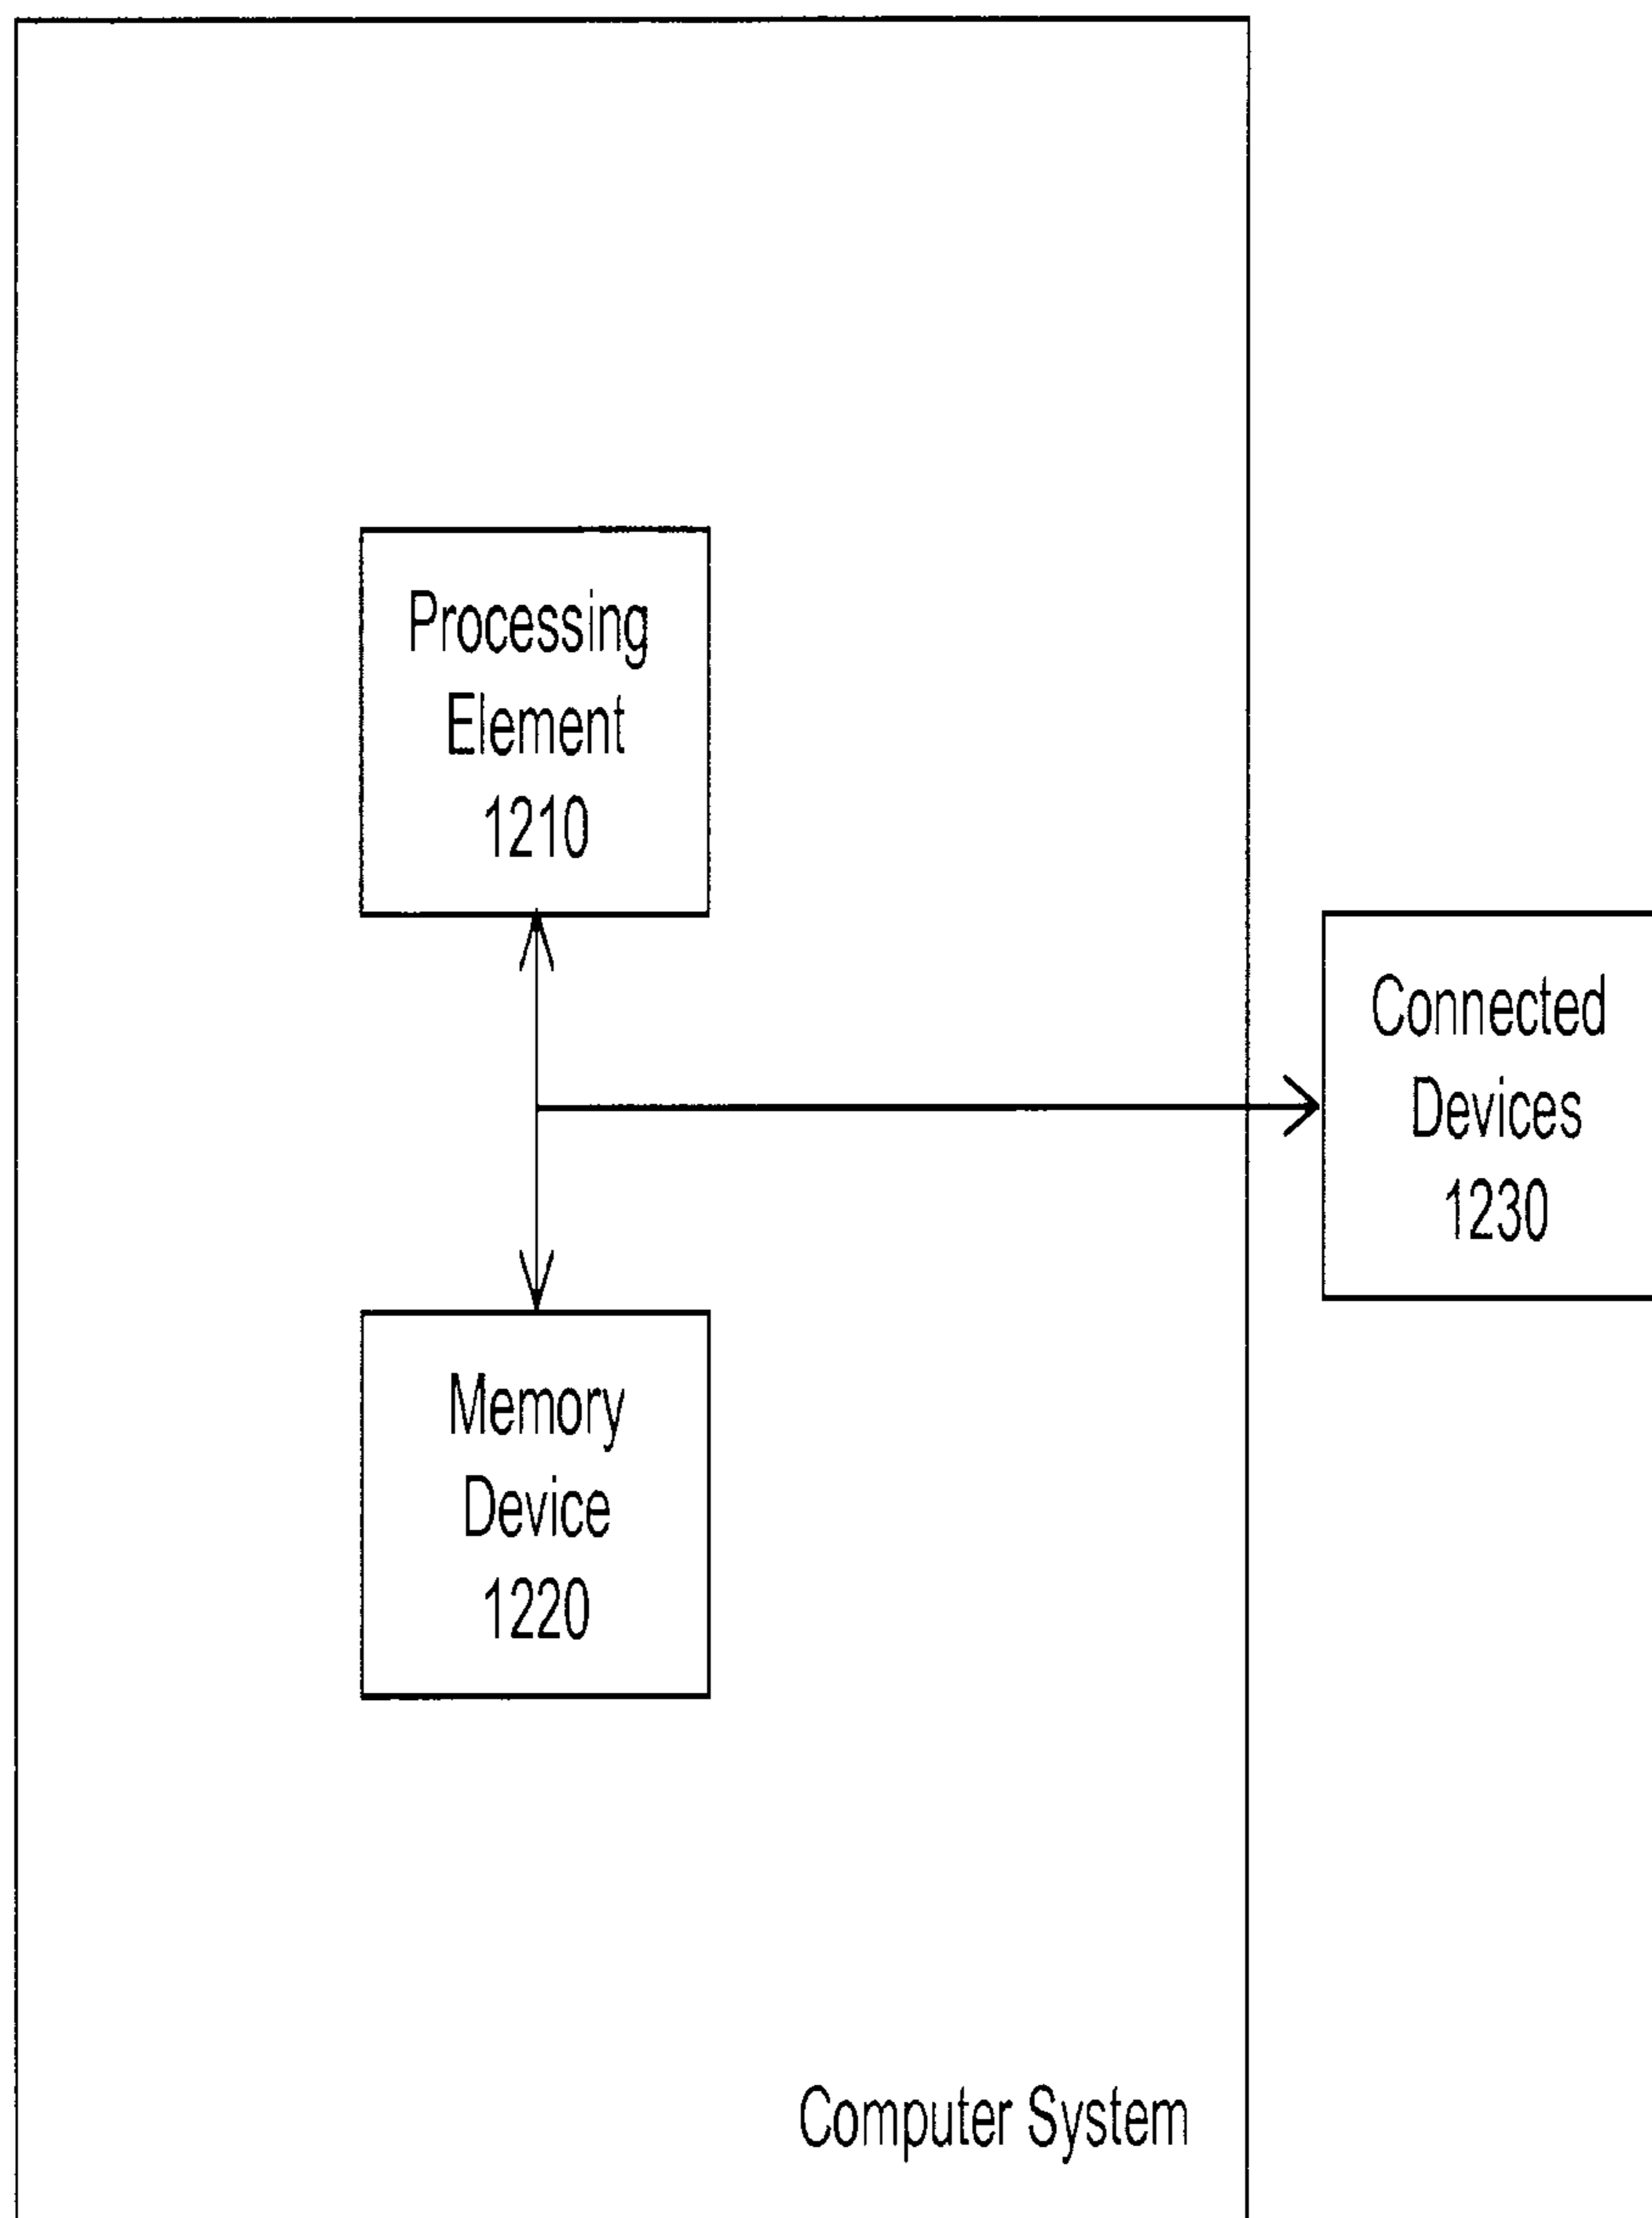 Processing
Element
1210
Connected
Devices
1230
Memory
Device
1220
Computer System